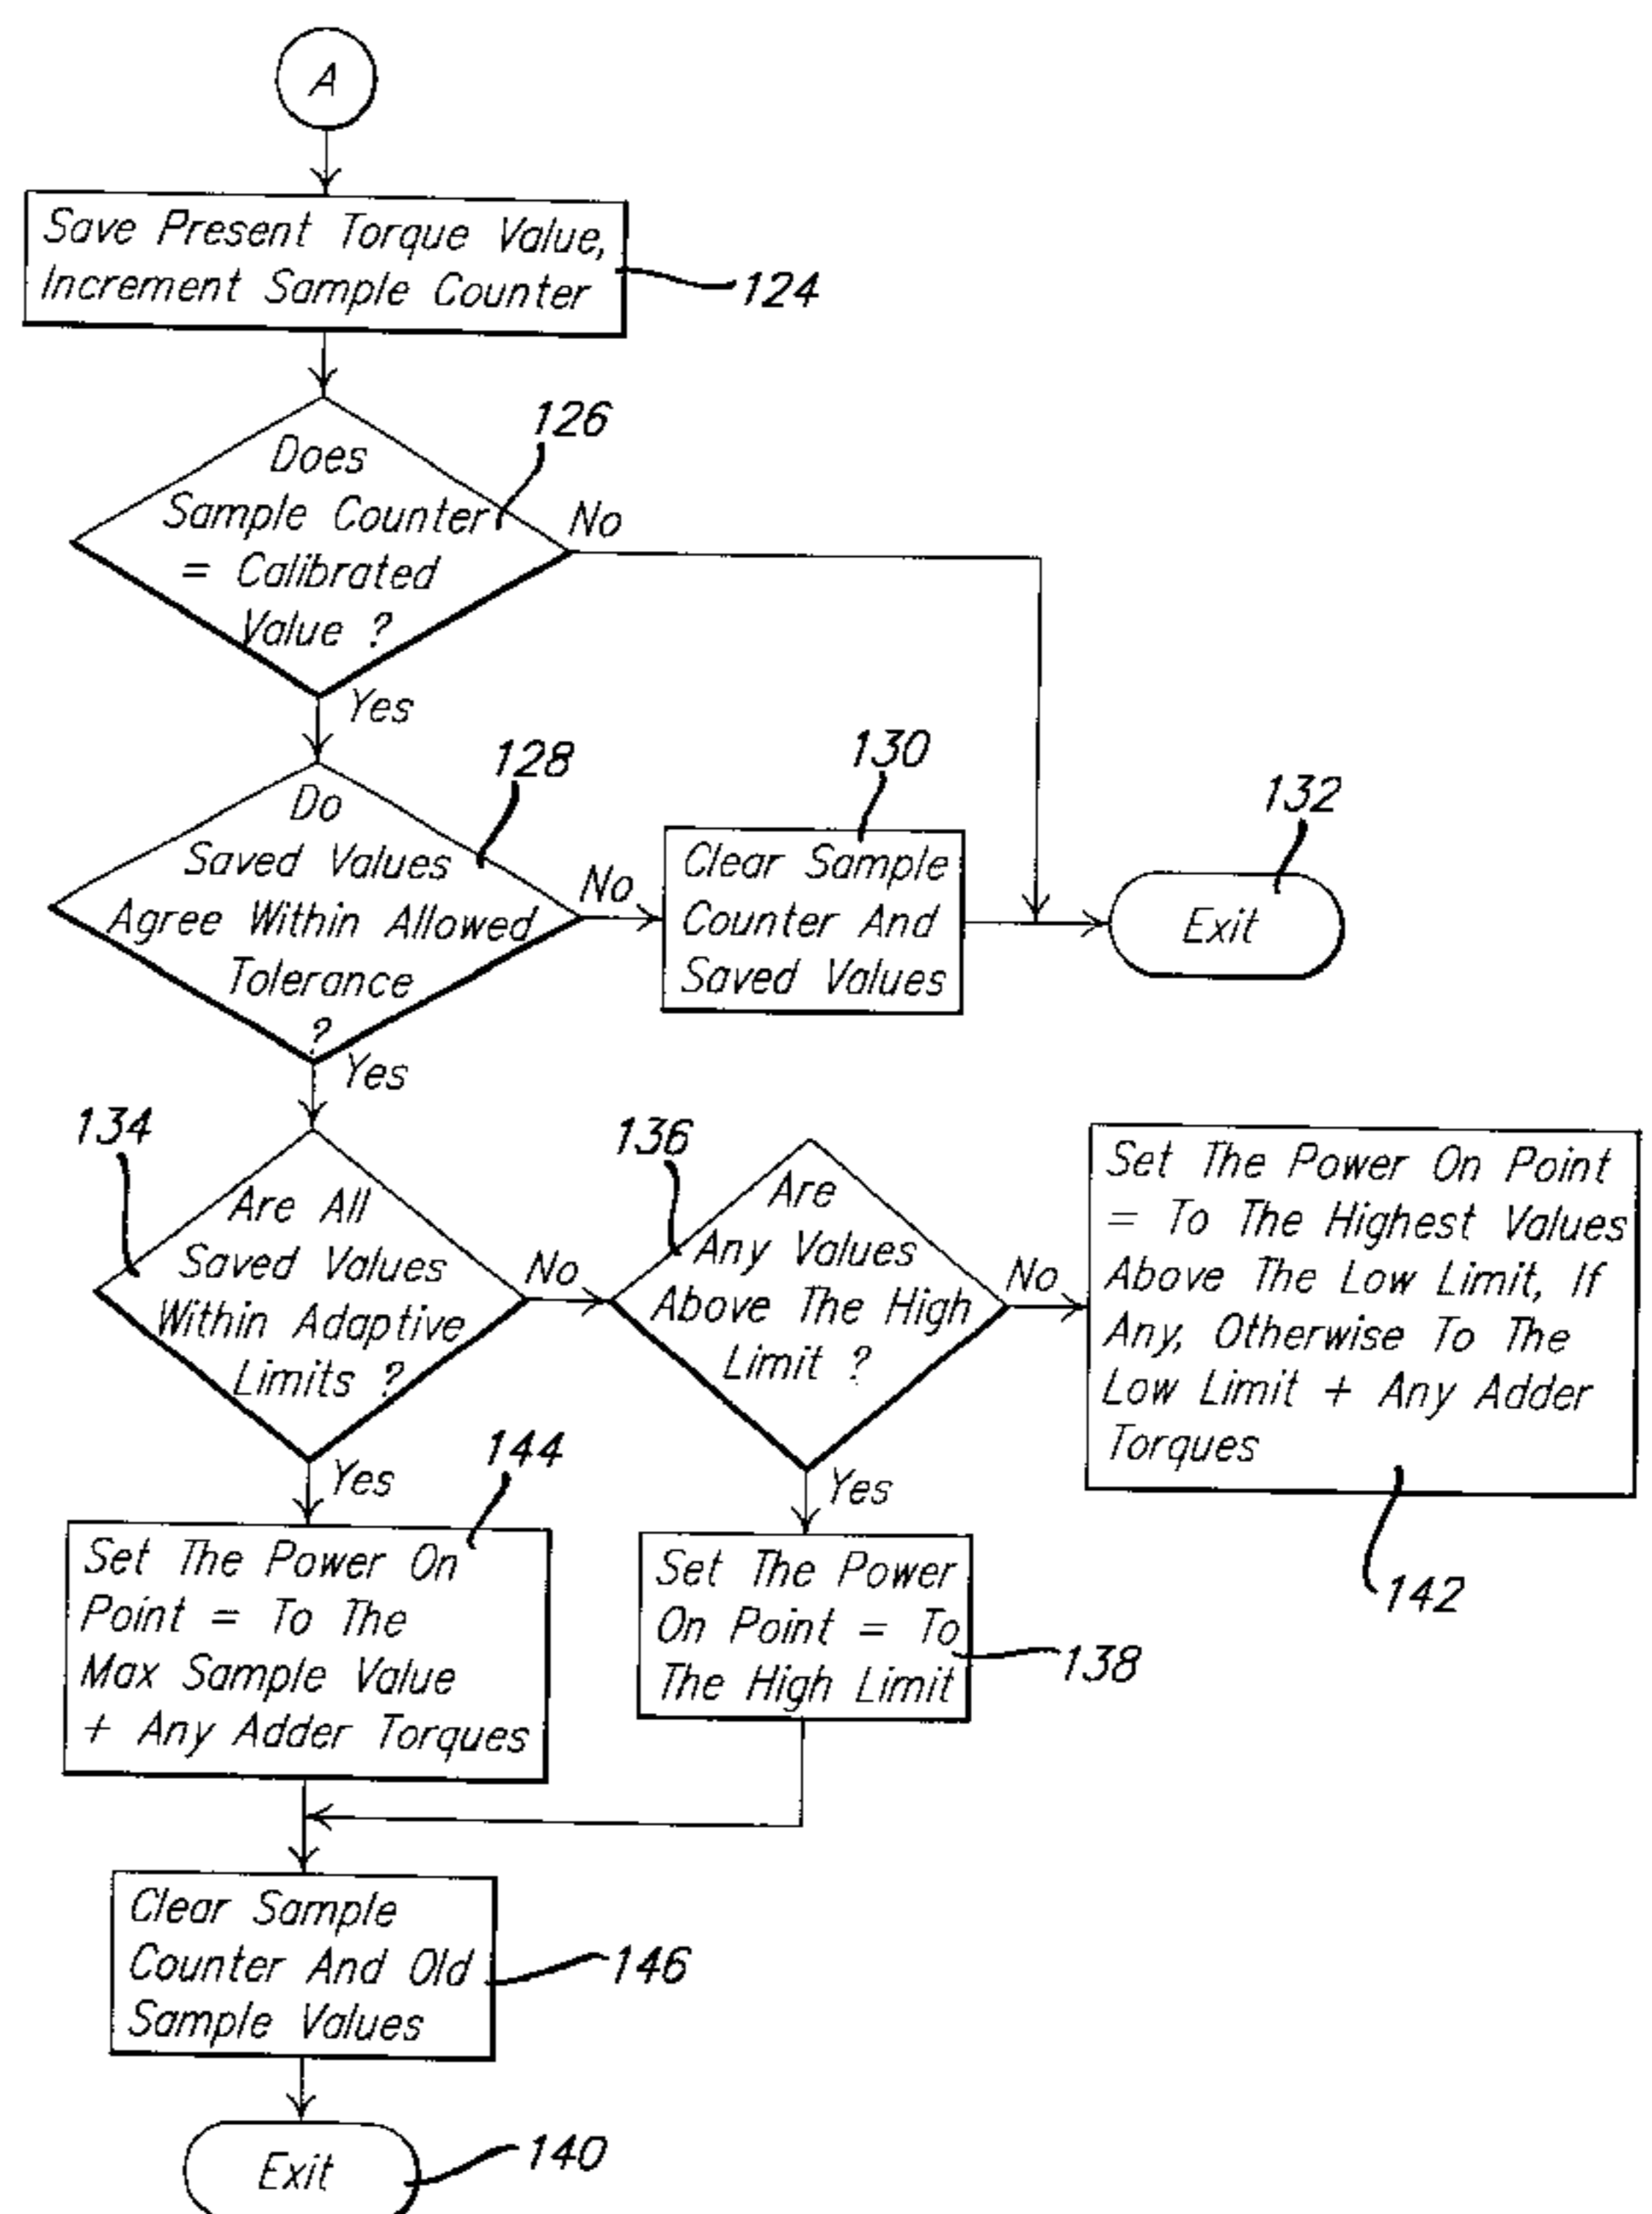 A
Save Present Torque Value,
Increment Sample Counter
124
126
Does
Sample Counter
= Calibrated
Value ?
No
Yes
128
Do
Saved Values
Agree Within Allowed
Tolerance
?
No
Yes
130
Clear Sample
Counter And
Saved Values
132
Exit
134
Are All
Saved Values
Within Adaptive
Limits ?
No
Yes
136
Are
Any Values
Above The High
Limit ?
No
Yes
Set The Power On Point
= To The Highest Values
Above The Low Limit, If
Any, Otherwise To The
Low Limit + Any Adder
Torques
142
144
Set The Power On
Point = To The
Max Sample Value
+ Any Adder Torques
Set The Power
On Point = To
The High Limit
138
Clear Sample
Counter And Old
Sample Values
146
Exit
140